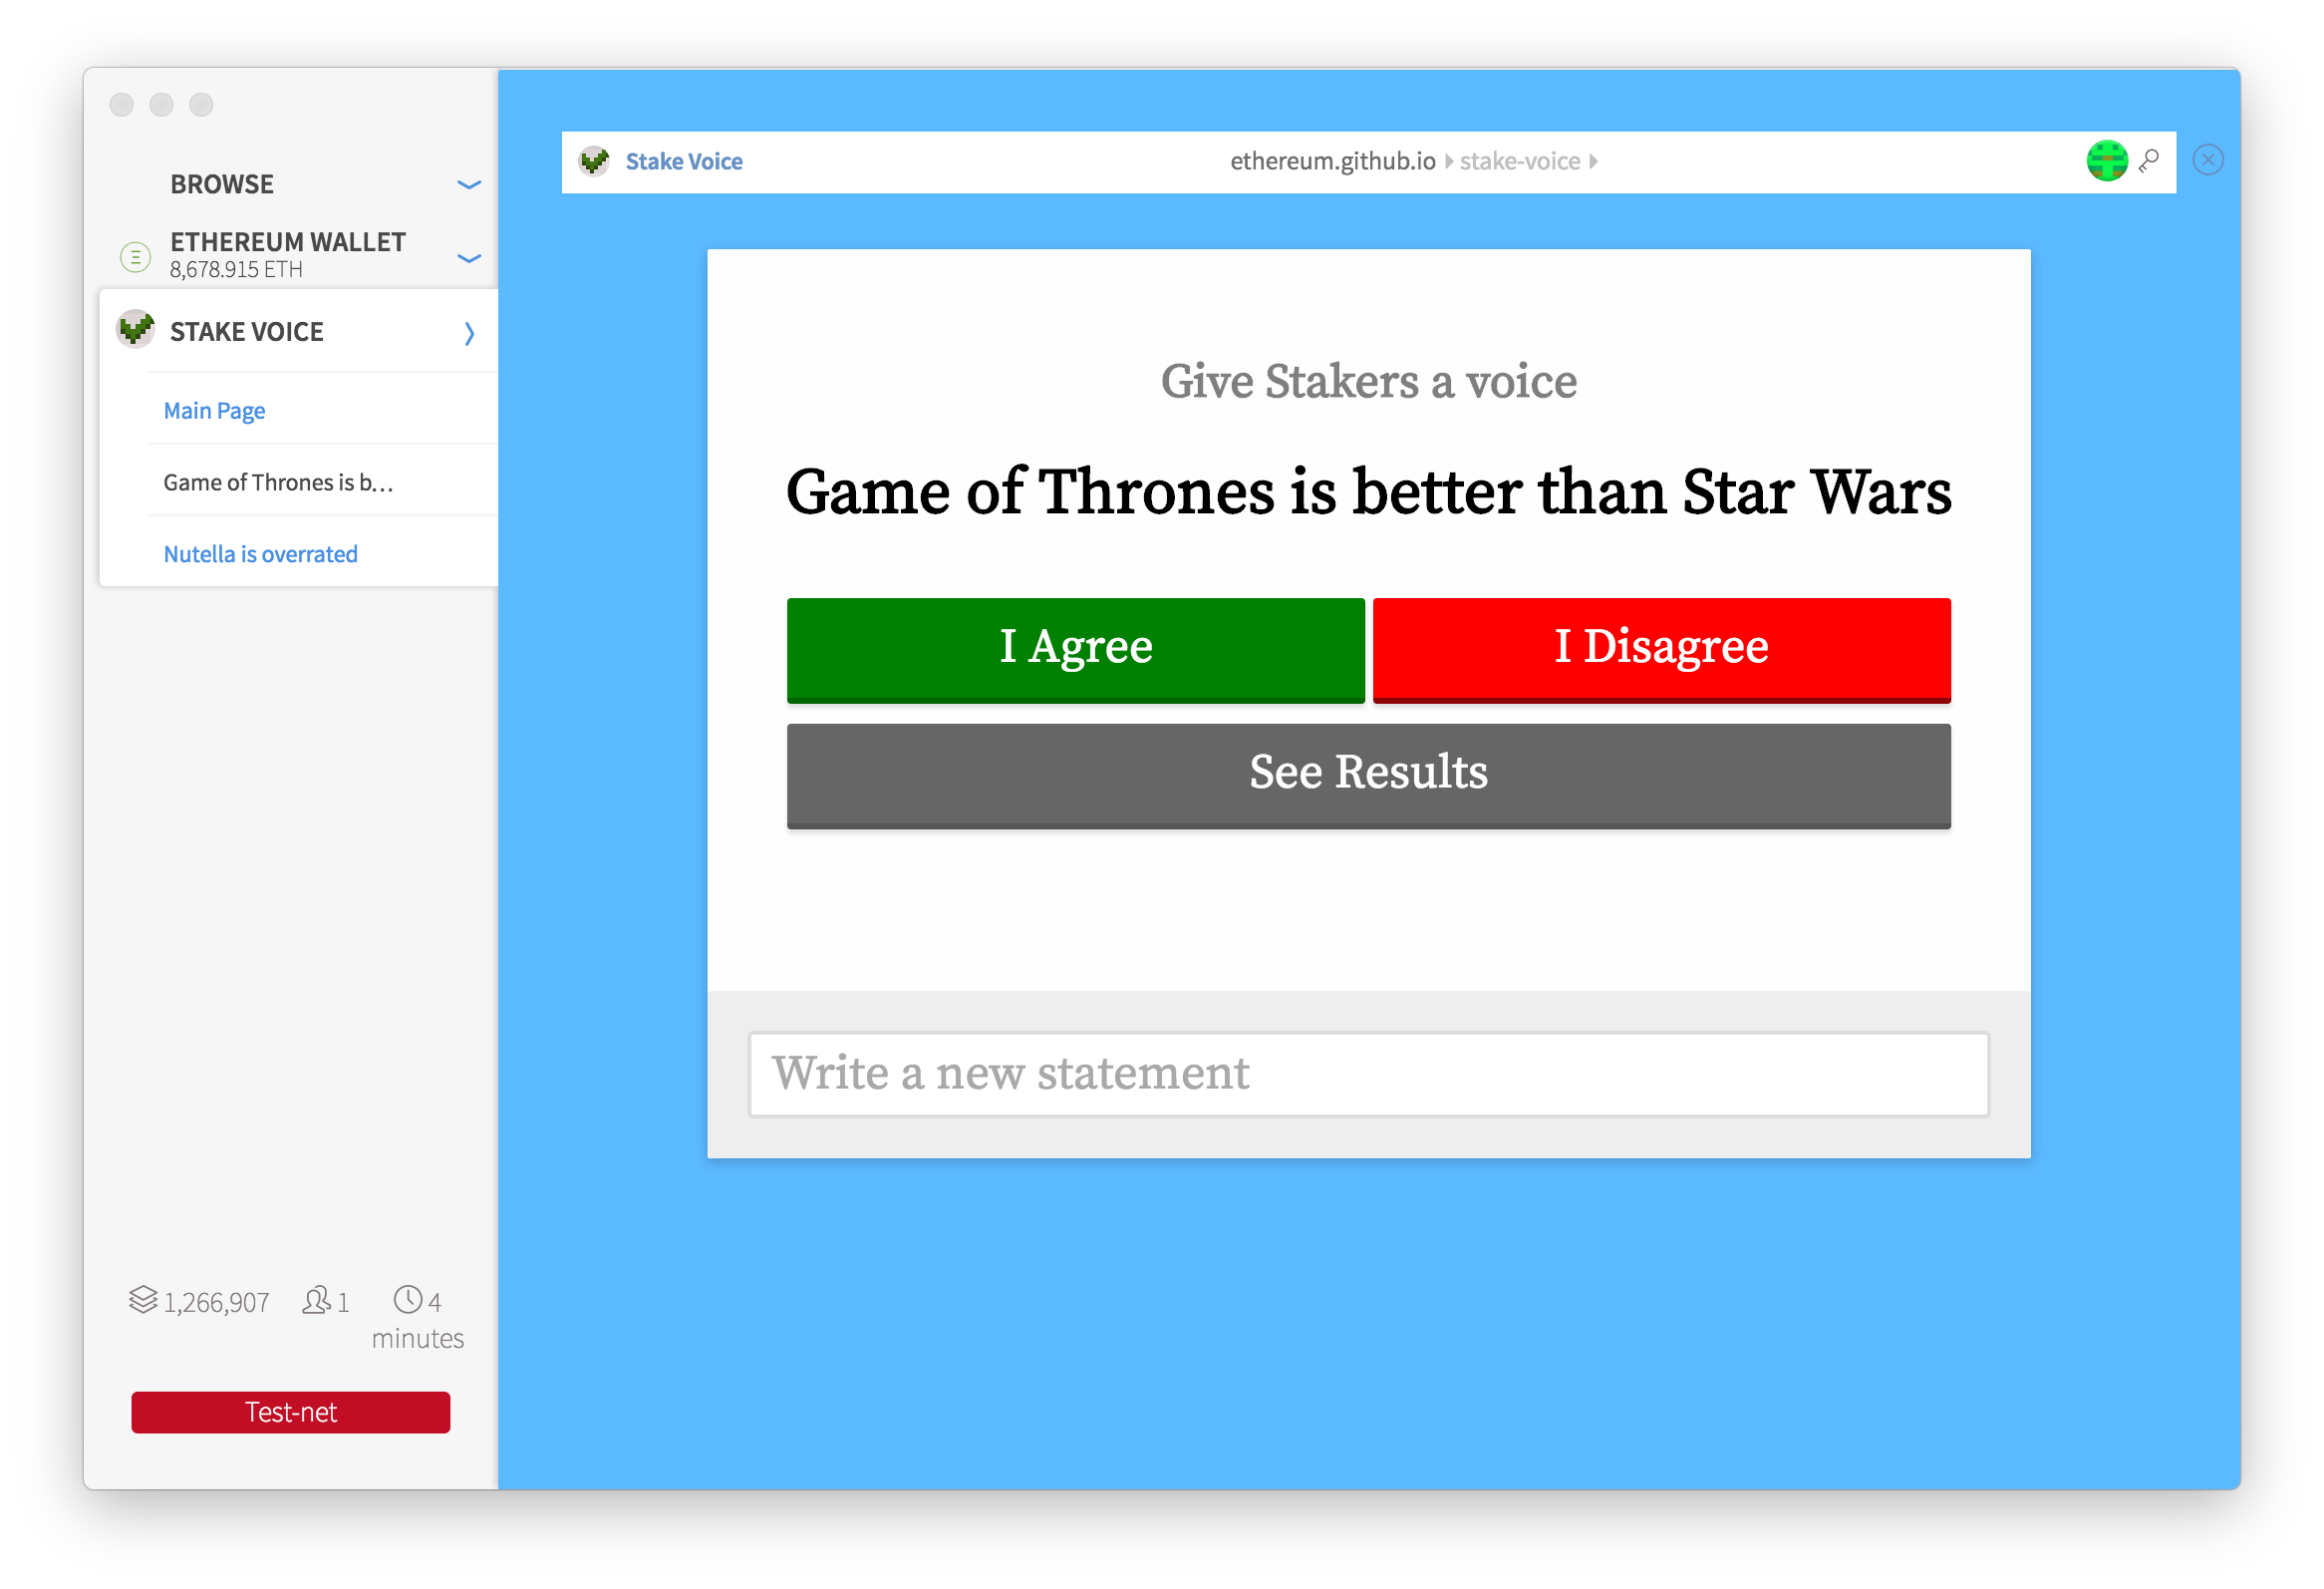 BROWSE
ETHEREUM WALLET
8,678.915 ETH
STAKE VOICE
Main Page
Game of Thrones is b…
Nutella is overrated
1,266,907 1 4
minutes
Test-net
Stake Voice ethereum.github.io stake-voice
Give Stakers a voice
Game of Thrones is better than Star Wars
I Agree I Disagree
See Results
Write a new statement